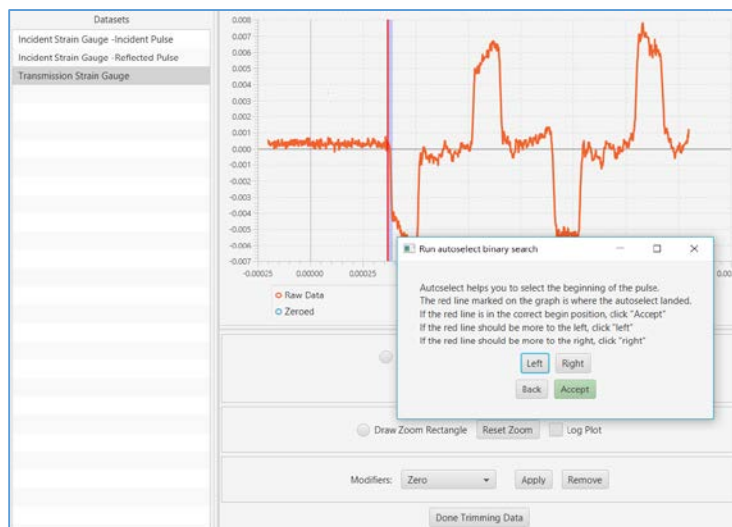 Datasets
Incident Strain Gauge -Incident Pulse
Incident Strain Gauge -Reflected Pulse
Transmission Strain Gauge
0.008
0.007
0.006
0.005
0.004
0.003
0.002
0.001
0.000
-0.001
-0.002
-0.003
-0.004
-0.005
-0.006
-0.007
-0.00025 0.00000 0.00025
Raw Data
Zeroed
Run autoselect binary search
Autoselect helps you to select the beginning of the pulse.
The red line marked on the graph is where the autoselect landed.
If the red line is in the correct begin position, click "Accept"
If the red line should be more to the left, click "left"
If the red line should be more to the right, click "right"
Left Right
Back Accept
Draw Zoom Rectangle Reset Zoom Log Plot
Modifiers: Zero Apply Remove
Done Trimming Data